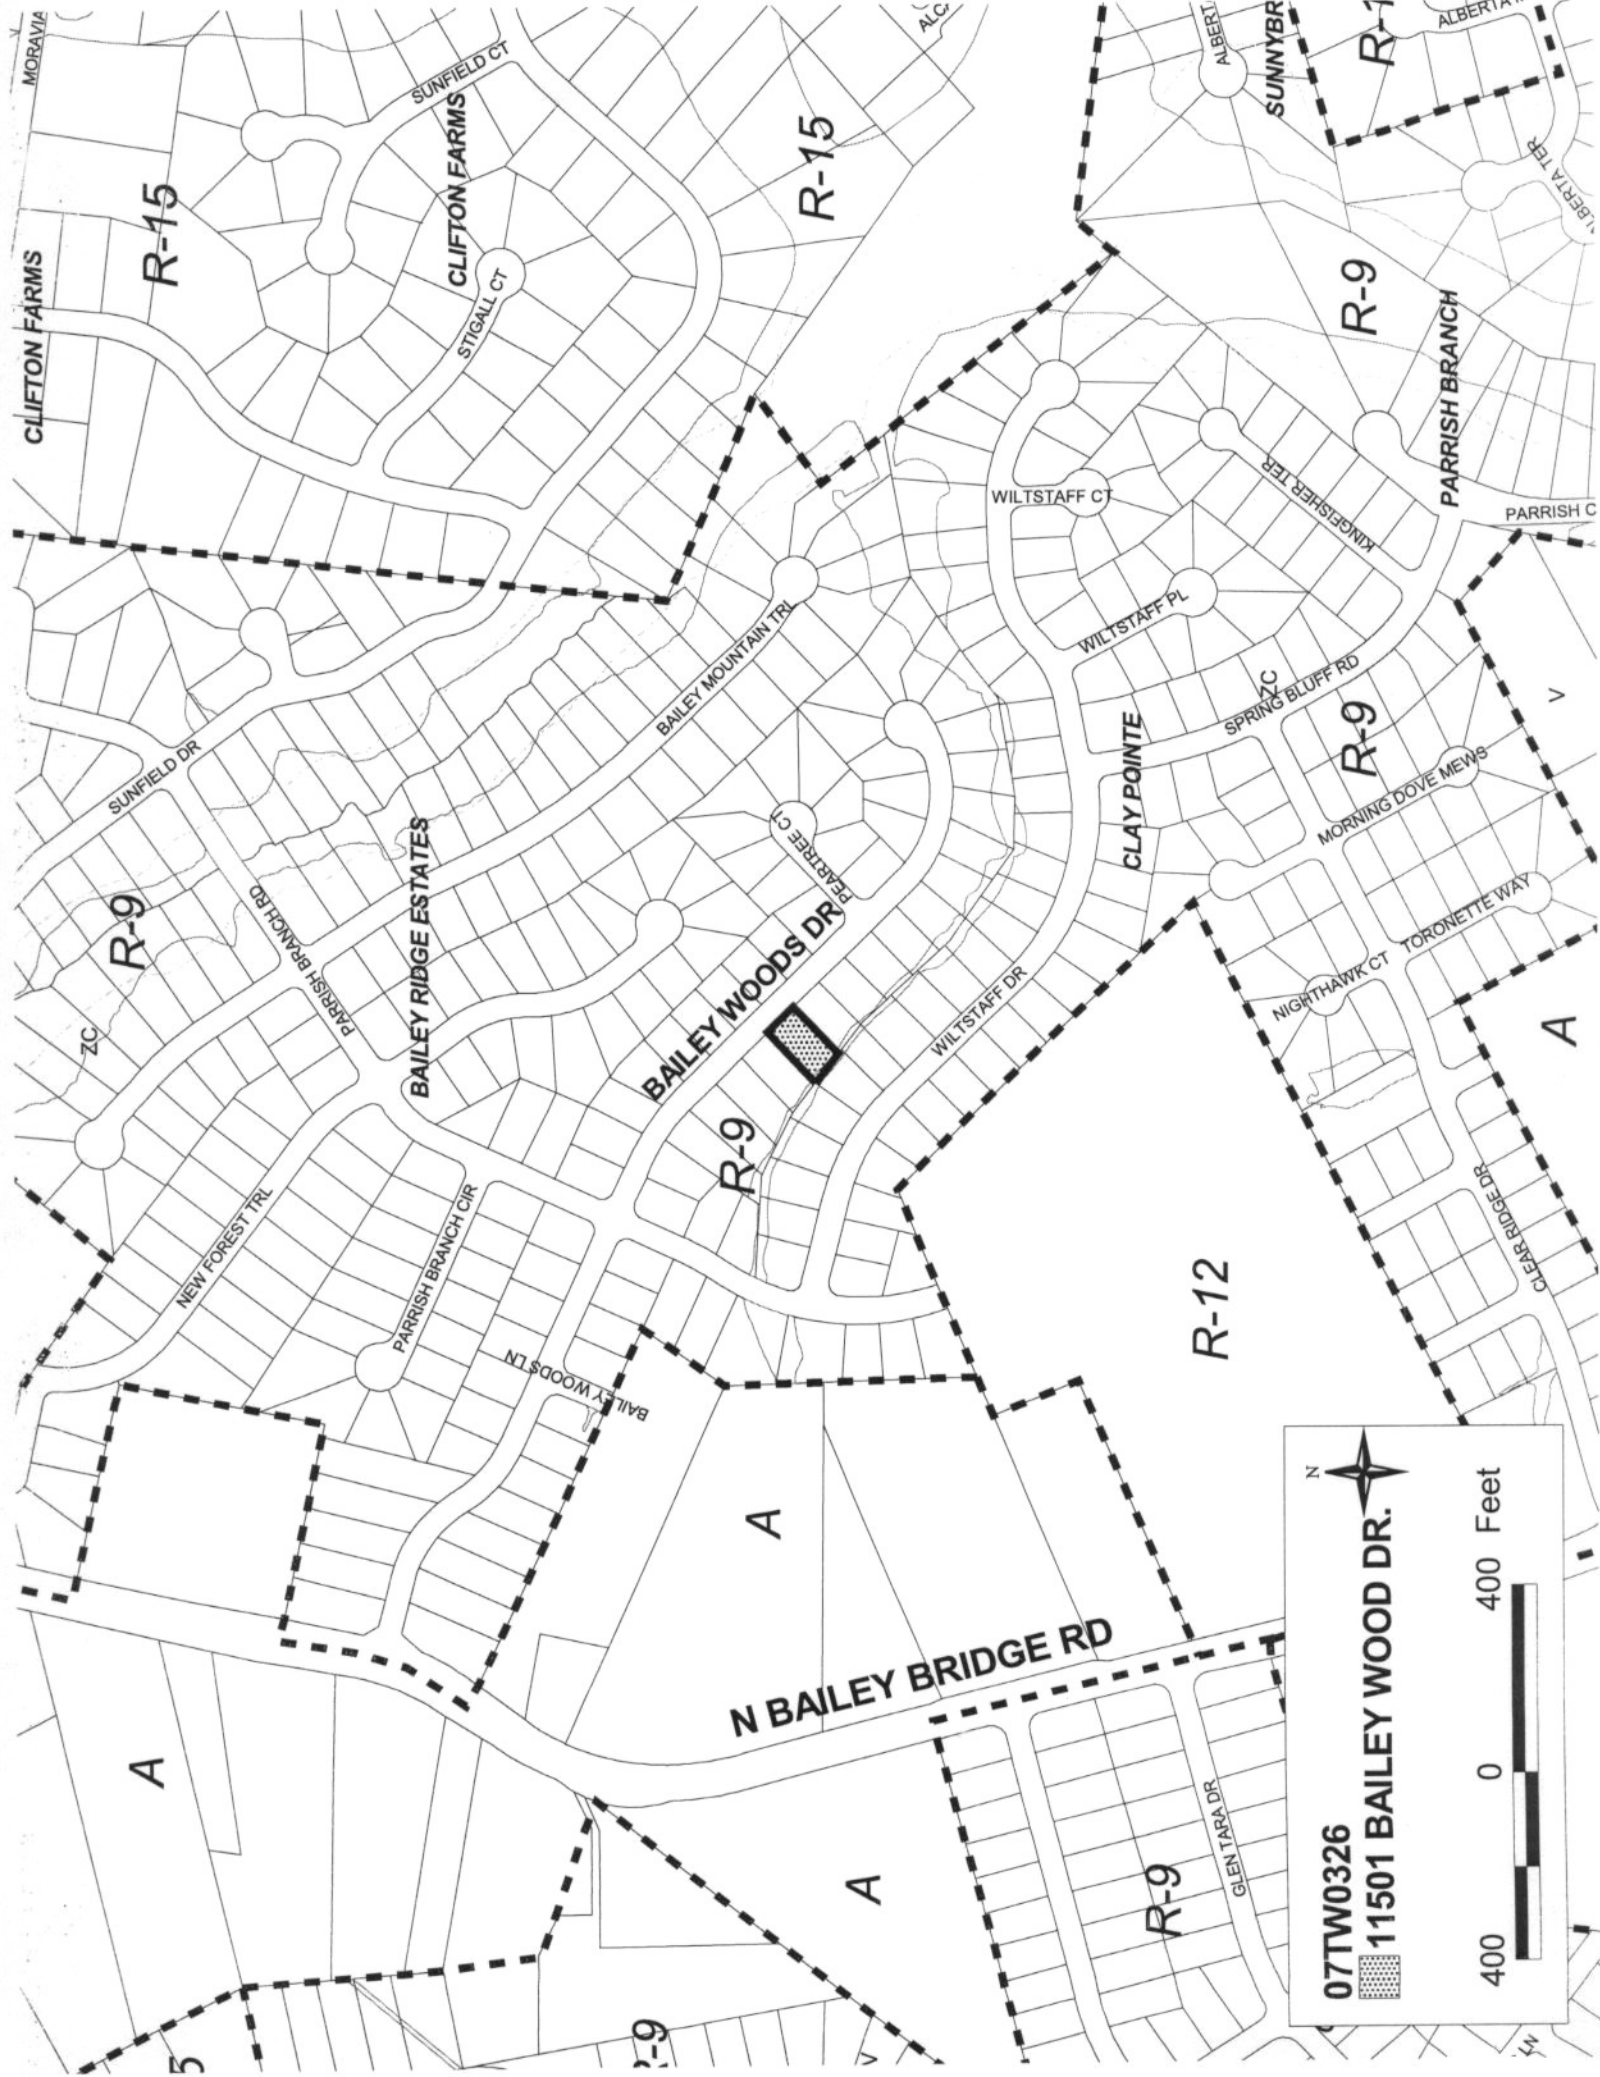 MORAVIA
SUNFIELD CT
CLIFTON FARMS
R-15
CLIFTON FARMS
STIGALL CT
R-15
SUNNYBR
ALBERTA TER
R-9
PARRISH BRANCH
PARRISH C
WILTSTAFF CT
KINGFISHER TER
WILTSTAFF PL
ZC
SPRING BLUFF RD
R-9
V
MORNING DOVE MEWS
CLAY POINTE
TORONETTE WAY
NIGHTHAWK CT
A
CLEAR RIDGE DR
BAILEY MOUNTAIN TRL
SUNFIELD DR
PEARTREE CT
BAILEY WOODS DR
WILTSTAFF DR
R-9
PARRISH BRANCH RD
PARRISH BRANCH
BAILEY RIDGE ESTATES
ZC
R-9
NEW FOREST TRL
PARRISH BRANCH CIR
BAILEY WOODS LN
R-12
A
N BAILEY BRIDGE RD
A
A
GLEN TARA DR
R-9
LN
N
07TW0326
11501 BAILEY WOOD DR.
400 0 400 Feet